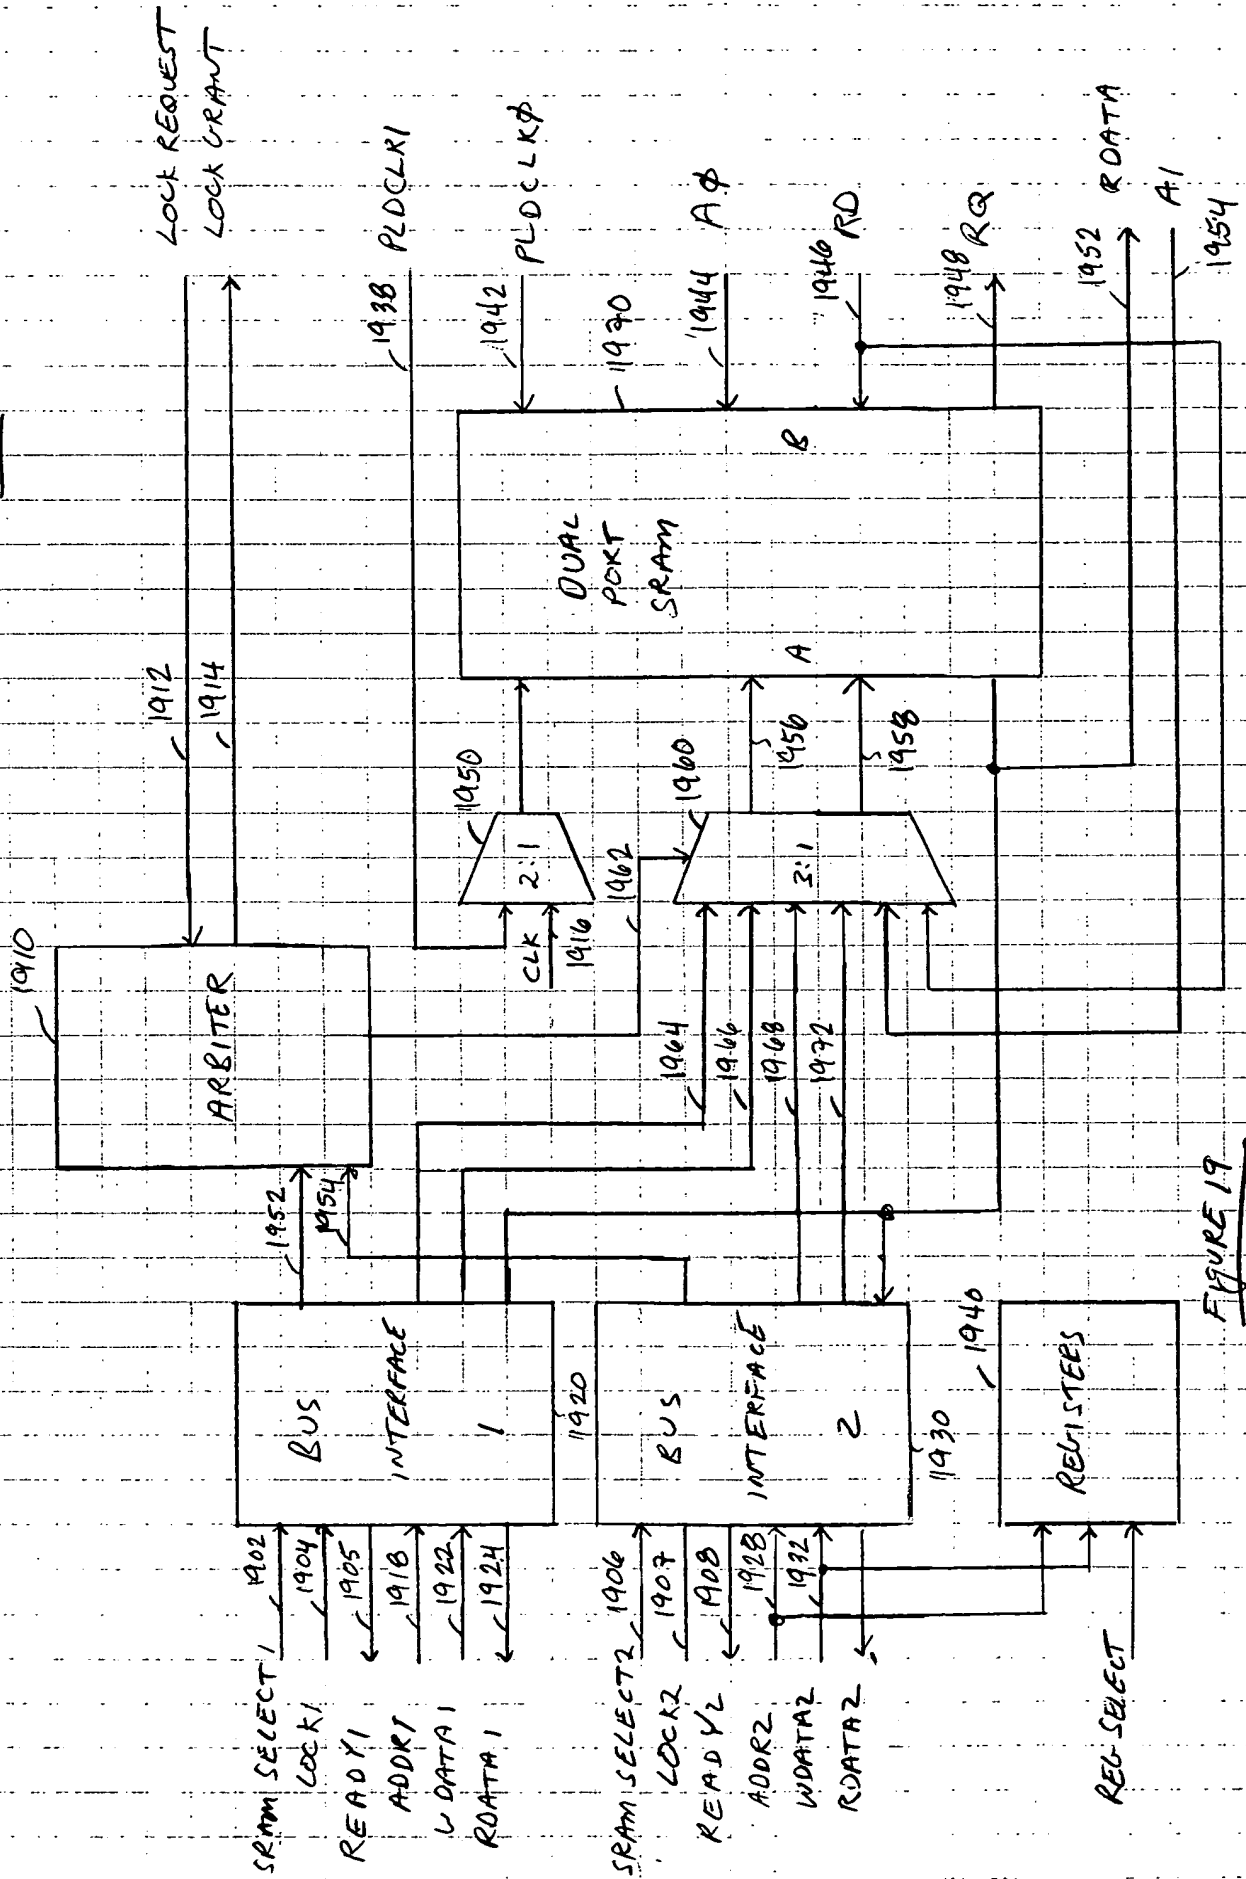 LOCK REQUEST
LOCK GRANT
1912
1914
1910
ARBITER
1938
PLDCLKI
1942
PLDCLKØ
1970
1944
AØ
1946
RD
1948
RQ
1952
RDATA
A1
1954
DUAL
PORT
SRAM
A
B
1950
2:1
CLK
1916
1962
1960
3:1
1956
1958
1964
1966
1968
1972
1952
1954
BUS
INTERFACE
1
1920
BUS
INTERFACE
2
1930
1940
REGISTERS
SRAM SELECT1
1902
LOCK1
1904
READY1
1905
ADDR1
1918
WDATA1
1922
RDATA1
1924
SRAM SELECT2
1906
LOCK2
1907
READY2
1908
ADDR2
1928
WDATA2
1932
RDATA2
REG SELECT
FIGURE 19